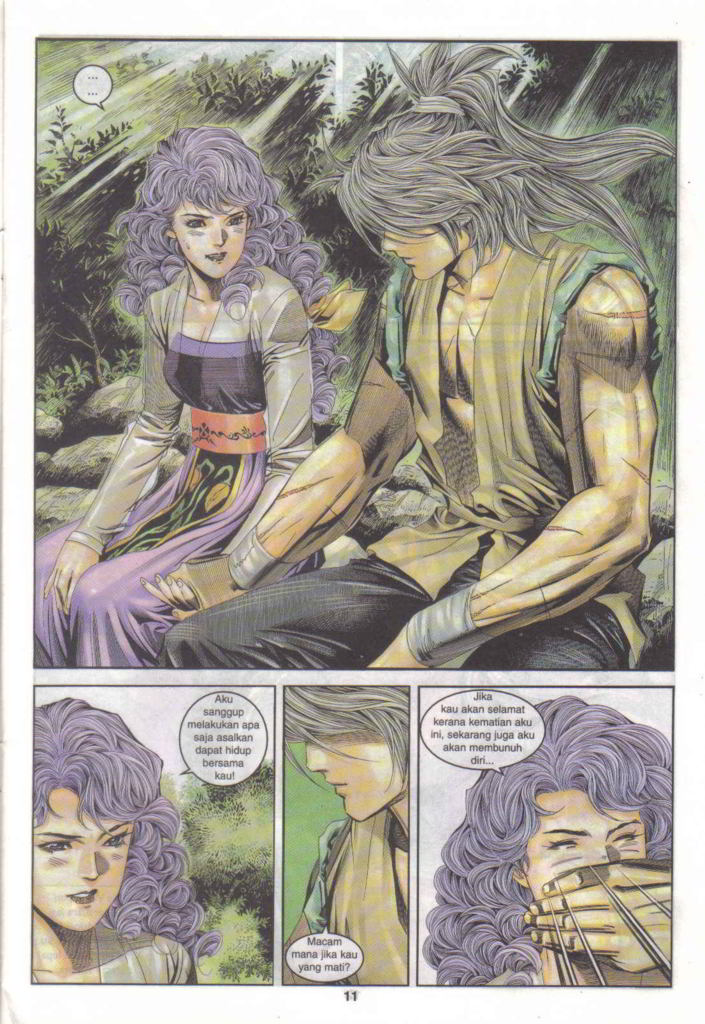 ...
...
Aku
sanggup
melakukan apa
saja asalkan
dapat hidup
bersama
kau!
Macam
mana jika kau
yang mati?
Jika
kau akan selamat
kerana kematian aku
ini, sekarang juga aku
akan membunuh
diri...
11